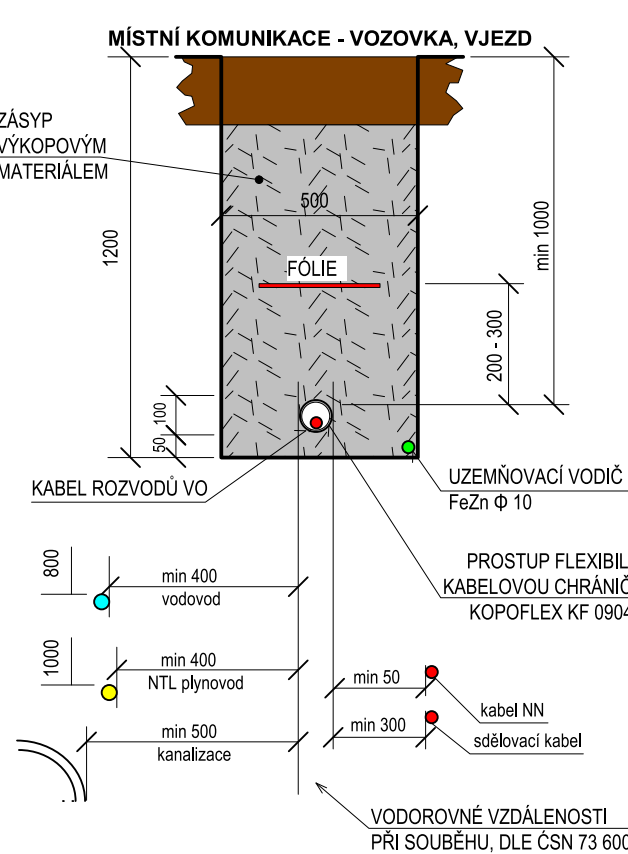 MÍSTNÍ KOMUNIKACE - VOZOVKA, VJEZD
ZÁSYP
VÝKOPOVÝM
MATERIÁLEM
500
1200
min 1000
FÓLIE
200 - 300
100
50
KABEL ROZVODŮ VO
UZEMŇOVACÍ VODIČ
FeZn Φ 10
PROSTUP FLEXIBIL
KABELOVOU CHRÁNIČ
KOPOFLEX KF 0904
800
min 400
vodovod
1000
min 400
NTL plynovod
min 50
kabel NN
min 500
kanalizace
min 300
sdělovací kabel
VODOROVNÉ VZDÁLENOSTI
PŘI SOUBĚHU, DLE ČSN 73 600